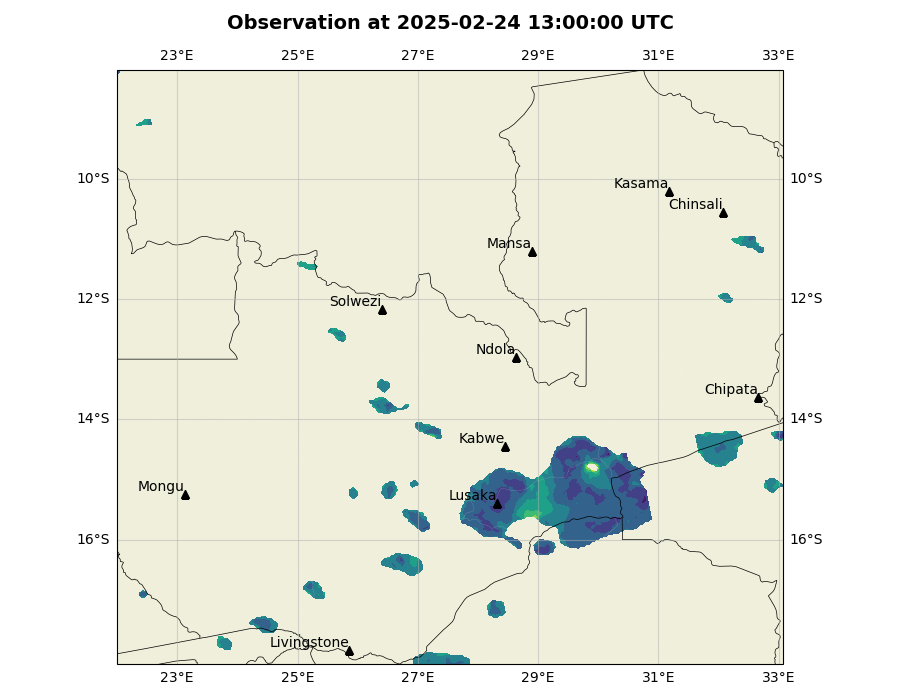 Observation at 2025-02-24 13:00:00 UTC
23°E 25°E 27°E 29°E 31°E 33°E
10°S 10°S
Kasama
Chinsali
Mansa
12°S 12°S
Solwezi
Ndola
Chipata
14°S 14°S
Kabwe
Mongu
Lusaka
16°S 16°S
Livingstone
23°E 25°E 27°E 29°E 31°E 33°E